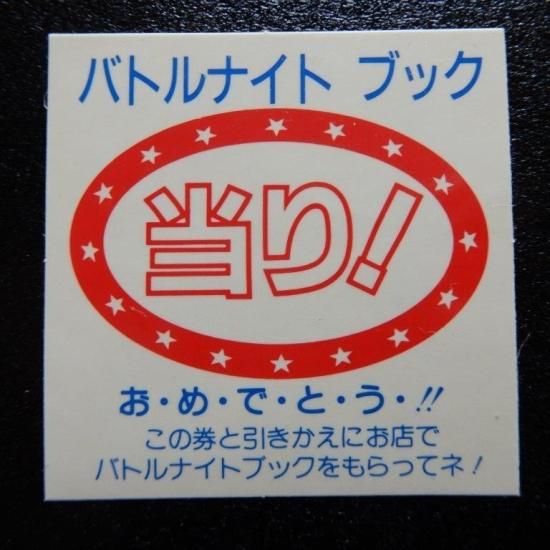 バトルナイト ブック
当り!
お・め・で・と・う・!!
この券と引きかえにお店で
バトルナイトブックをもらってネ!